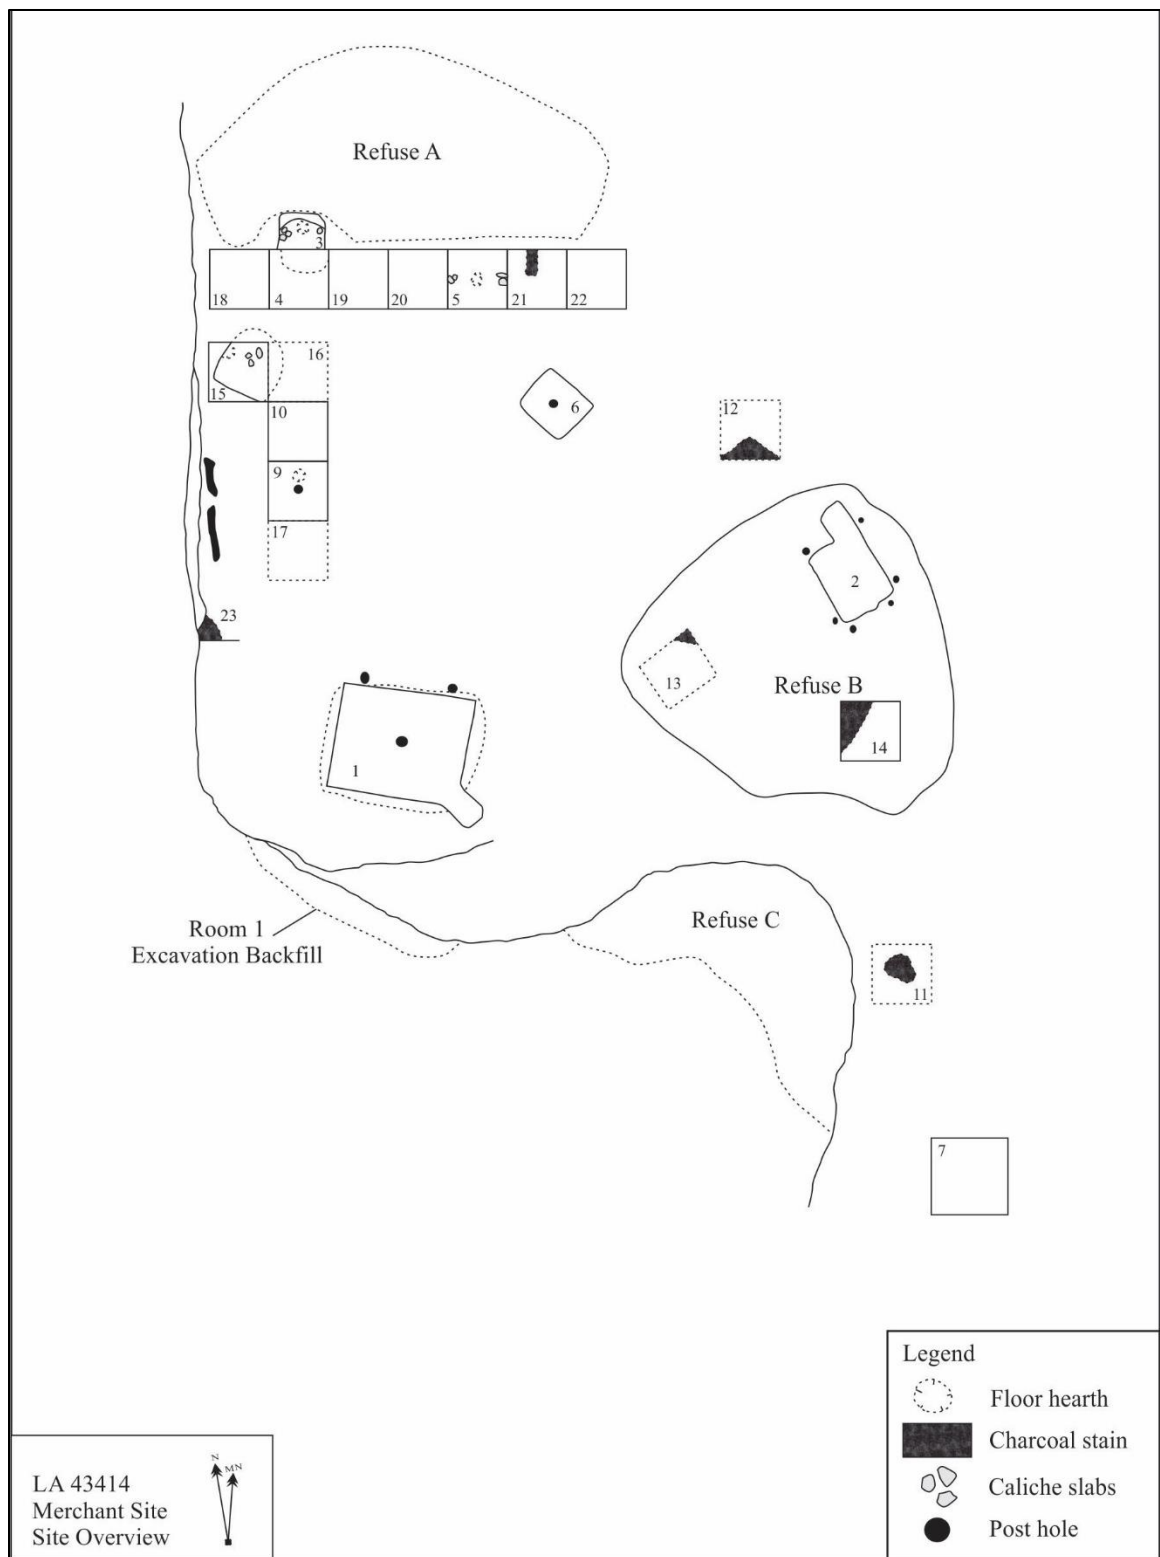 Refuse A
3
18
4
19
20
5
21
22
16
15
10
6
12
9
17
2
23
13
Refuse B
14
1
Refuse C
Room 1
Excavation Backfill
11
7
Legend
Floor hearth
Charcoal stain
Caliche slabs
Post hole
N
MN
LA 43414
Merchant Site
Site Overview